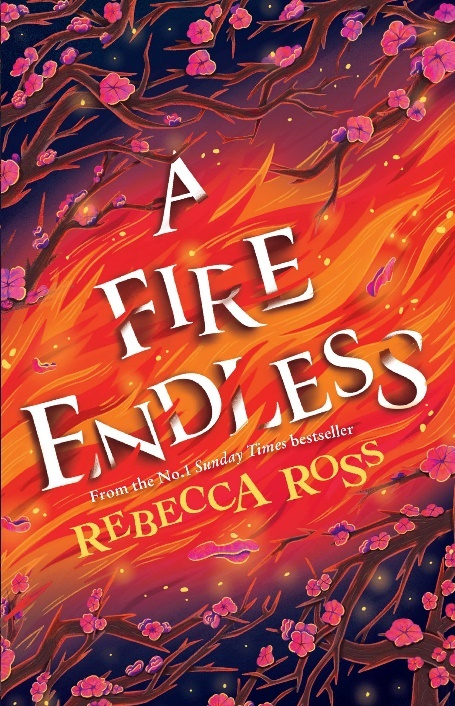 A
FIRE
ENDLESS
From the No.1 Sunday Times bestseller
REBECCA ROSS